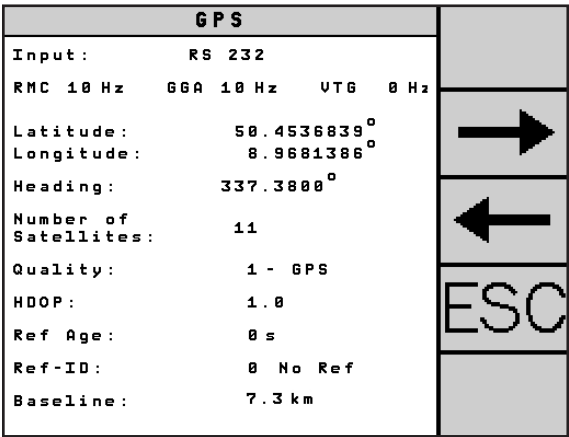 GPS
Input: RS 232
RMC 10 Hz GGA 10 Hz VTG 0 Hz
Latitude: 50.4536839°
Longitude: 8.9681386°
Heading: 337.3800°
Number of
Satellites: 11
Quality: 1 - GPS
HDOP: 1.0
Ref Age: 0 s
Ref-ID: 0 No Ref
Baseline: 7.3 km
ESC